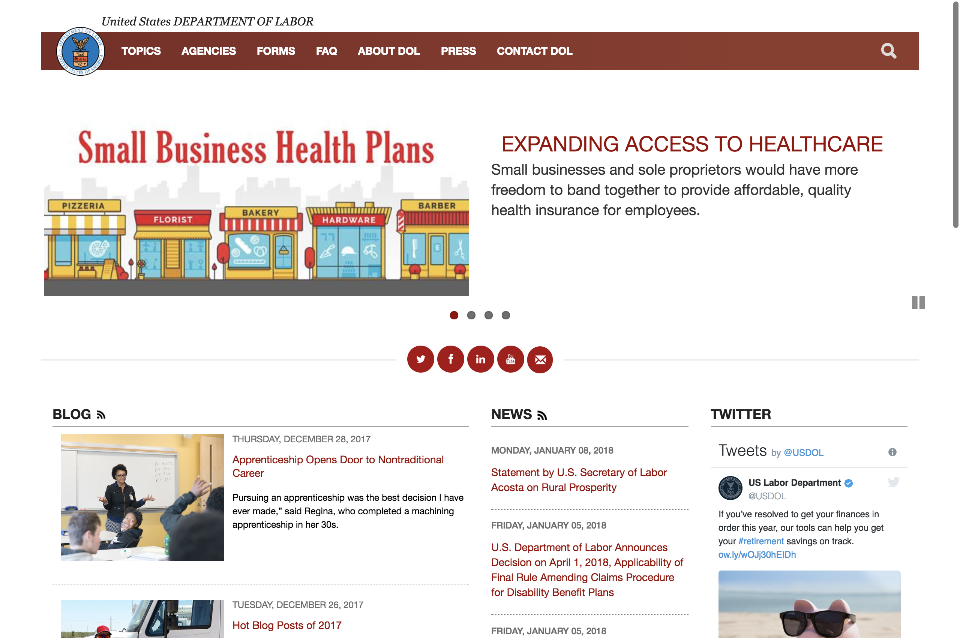 United States DEPARTMENT OF LABOR
TOPICS AGENCIES FORMS FAQ ABOUT DOL PRESS CONTACT DOL
Small Business Health Plans
PIZZERIA
FLORIST
BAKERY
HARDWARE
BARBER
EXPANDING ACCESS TO HEALTHCARE
Small businesses and sole proprietors would have more
freedom to band together to provide affordable, quality
health insurance for employees.
BLOG
THURSDAY, DECEMBER 28, 2017
Apprenticeship Opens Door to Nontraditional
Career
Pursuing an apprenticeship was the best decision I have
ever made," said Regina, who completed a machining
apprenticeship in her 30s.
TUESDAY, DECEMBER 26, 2017
Hot Blog Posts of 2017
NEWS
MONDAY, JANUARY 08, 2018
Statement by U.S. Secretary of Labor
Acosta on Rural Prosperity
FRIDAY, JANUARY 05, 2018
U.S. Department of Labor Announces
Decision on April 1, 2018, Applicability of
Final Rule Amending Claims Procedure
for Disability Benefit Plans
FRIDAY, JANUARY 05, 2018
TWITTER
Tweets by @USDOL
US Labor Department
@USDOL
If you've resolved to get your finances in
order this year, our tools can help you get
your #retirement savings on track.
ow.ly/wOJj30hEIDh